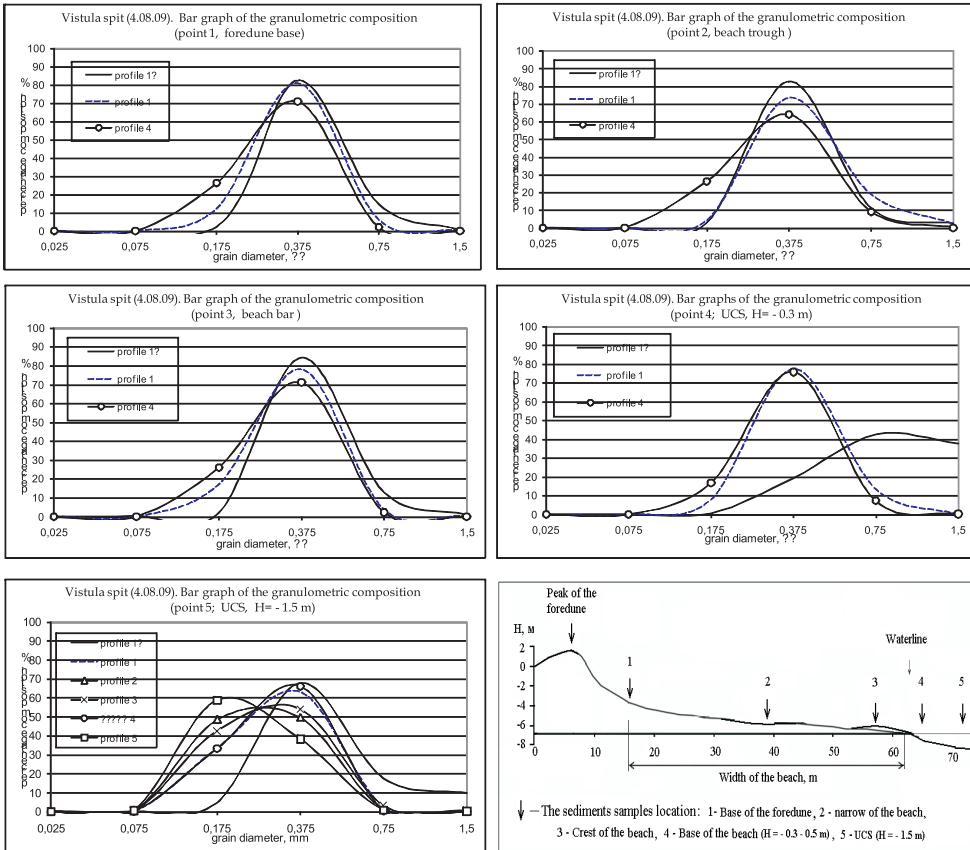 Vistula spit (4.08.09). Bar graph of the granulometric composition
(point 1, foredune base)
100
90
80
70
60
50
40
30
20
10
0
profile 1?
profile 1
profile 4
0,025 0,075 0,175 0,375 0,75 1,5
grain diameter, ??
Vistula spit (4.08.09). Bar graph of the granulometric composition
(point 2, beach trough )
100
90
80
70
60
50
40
30
20
10
0
profile 1?
profile 1
profile 4
0,025 0,075 0,175 0,375 0,75 1,5
grain diameter, ??
Vistula spit (4.08.09). Bar graph of the granulometric composition
(point 3, beach bar )
100
90
80
70
60
50
40
30
20
10
0
profile 1?
profile 1
profile 4
0,025 0,075 0,175 0,375 0,75 1,5
grain diameter, ??
Vistula spit (4.08.09). Bar graphs of the granulometric composition
(point 4; UCS, H= - 0.3 m)
100
90
80
70
60
50
40
30
20
10
0
profile 1?
profile 1
profile 4
0,025 0,075 0,175 0,375 0,75 1,5
grain diameter, ??
Vistula spit (4.08.09). Bar graph of the granulometric composition
(point 5; UCS, H= - 1.5 m)
100
90
80
70
60
50
40
30
20
10
0
profile 1?
profile 1
profile 2
profile 3
????? 4
profile 5
0,025 0,075 0,175 0,375 0,75 1,5
grain diameter, mm
Peak of the
foredune
H, м
Waterline
2
0
-2
-4
-6
-8
1 2 3 4 5
0 10 20 30 40 50 60 70
Width of the beach, m
—The sediments samples location: 1- Base of the foredune, 2 - narrow of the beach,
3 - Crest of the beach, 4 - Base of the beach (H = - 0.3 - 0.5 m), 5 - UCS (H = - 1.5 m)